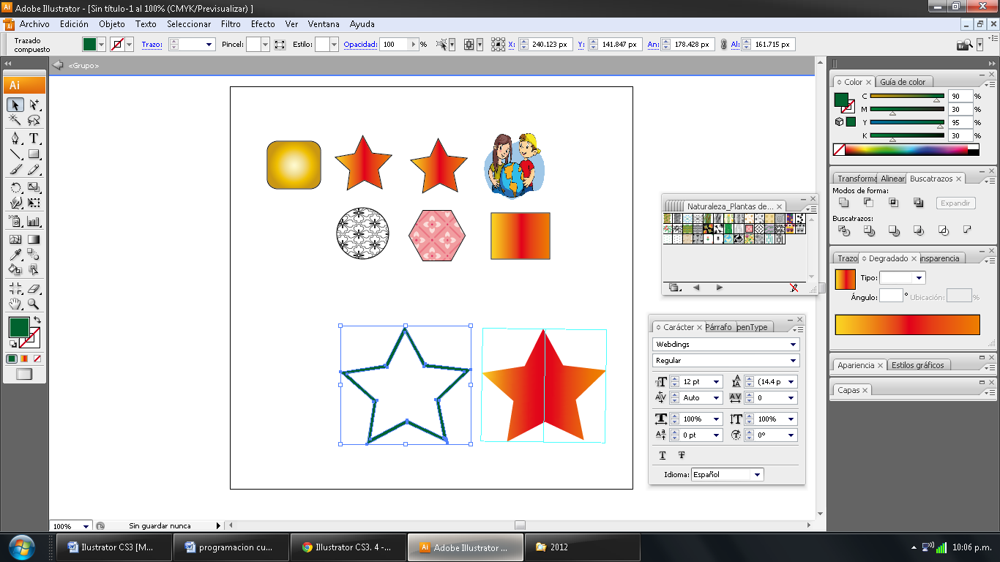 Adobe Illustrator - [Sin título-1 al 100% (CMYK/Previsualizar) ]
Archivo Edición Objeto Texto Seleccionar Filtro Efecto Ver Ventana Ayuda
Trazado compuesto
Trazo: Pincel: Estilo: Opacidad: 100 % X: 240.123 px Y: 141.847 px An: 178.428 px Al: 161.715 px
<Grupo>
Ai
Color Guía de color
C 90 %
M 30 %
Y 95 %
K 30 %
Transforma Alinear Buscatrazos
Modos de forma:
Expandir
Buscatrazos:
Trazo Degradado nsparencia
Tipo:
Ángulo: ° Ubicación: %
Apariencia Estilos gráficos
Capas
Naturaleza_Plantas de...
Carácter Párrafo penType
Webdings
Regular
12 pt (14.4 p
Auto 0
100% 100%
0 pt 0°
Idioma: Español
100% Sin guardar nunca
Ilustrator CS3 [M... programacion cu... Illustrator CS3. 4 -... Adobe Illustrator ... 2012 10:06 p.m.